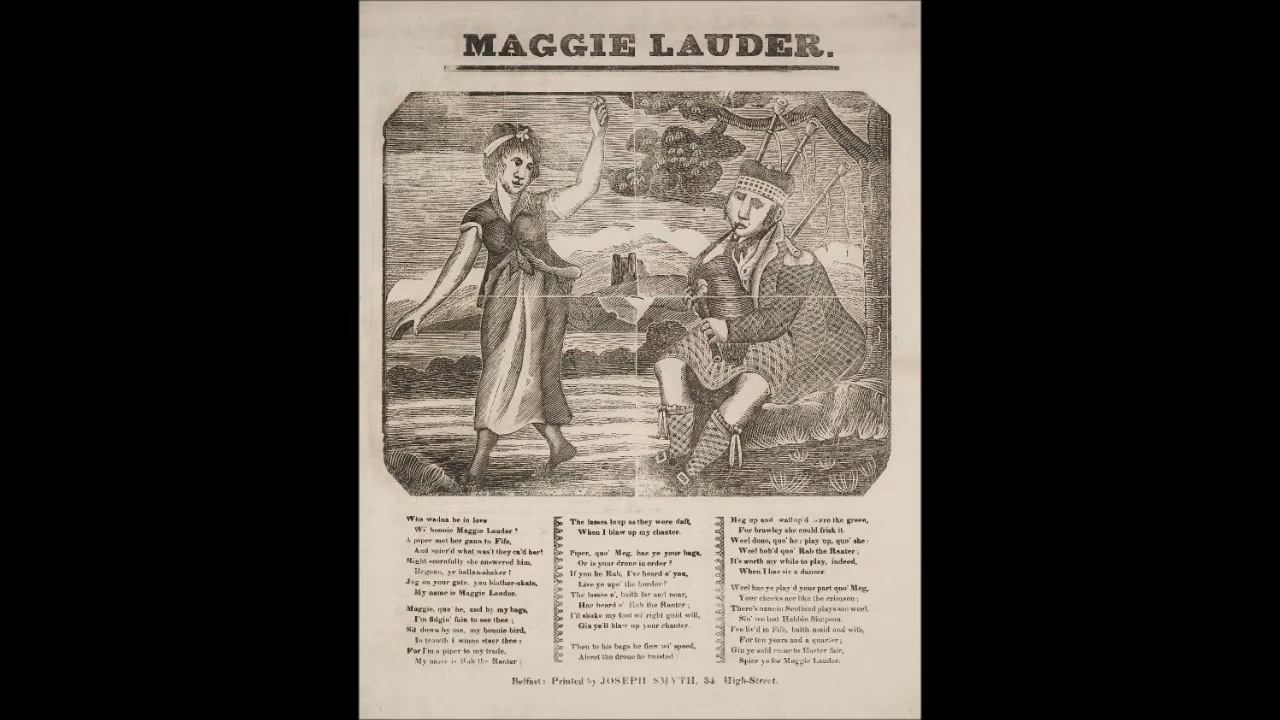 MAGGIE LAUDER.
Wha wadna be in love
Wi' bonnie Maggie Lauder?
A piper met her gaun to Fife,
And spier'd what was't they ca'd her!
Right scornfully she answered him,
Begone, ye hallan-shaker!
Jog on your gate, you blather-skate,
My name is Maggie Lauder.
Maggie, quo' he, and by my bags,
I'm fidgin' fain to see thee;
Sit down by me, my bonnie bird,
In trowth I winna steer thee:
For I'm a piper to my trade,
My name is Rob the Ranter;
The lasses loup as they were daft,
When I blaw up my chanter.
Piper, quo' Meg, hae ye your bags,
Or is your drone in order?
If you be Rab, I've heard o' you,
Live ye upo' the border?
The lasses a', baith far and near,
Hae heard o' Rab the Ranter;
I'll shake my foot wi' right guid will,
Gin ye'll blaw up your chanter.
Then to his bags he flew wi' speed,
About the drone he twisted;
Meg up and wallop'd o'er the green,
For brawley she could frisk it.
Weel done, quo' he: play up, quo' she:
Weel bob'd quo' Rab the Ranter;
It's worth my while to play, indeed,
When I hae sic a dancer.
Weel hae ye play'd your part quo' Meg,
Your cheeks are like the crimson;
There's nane in Scotland plays sae weel,
Sin' we lost Habbie Simpson.
I've liv'd in Fife, baith maid and wife,
For ten years and a quarter;
Gin ye sold come to Easter fair,
Spier ye for Maggie Lauder.
Belfast: Printed by JOSEPH SMYTH, 34 High-Street.